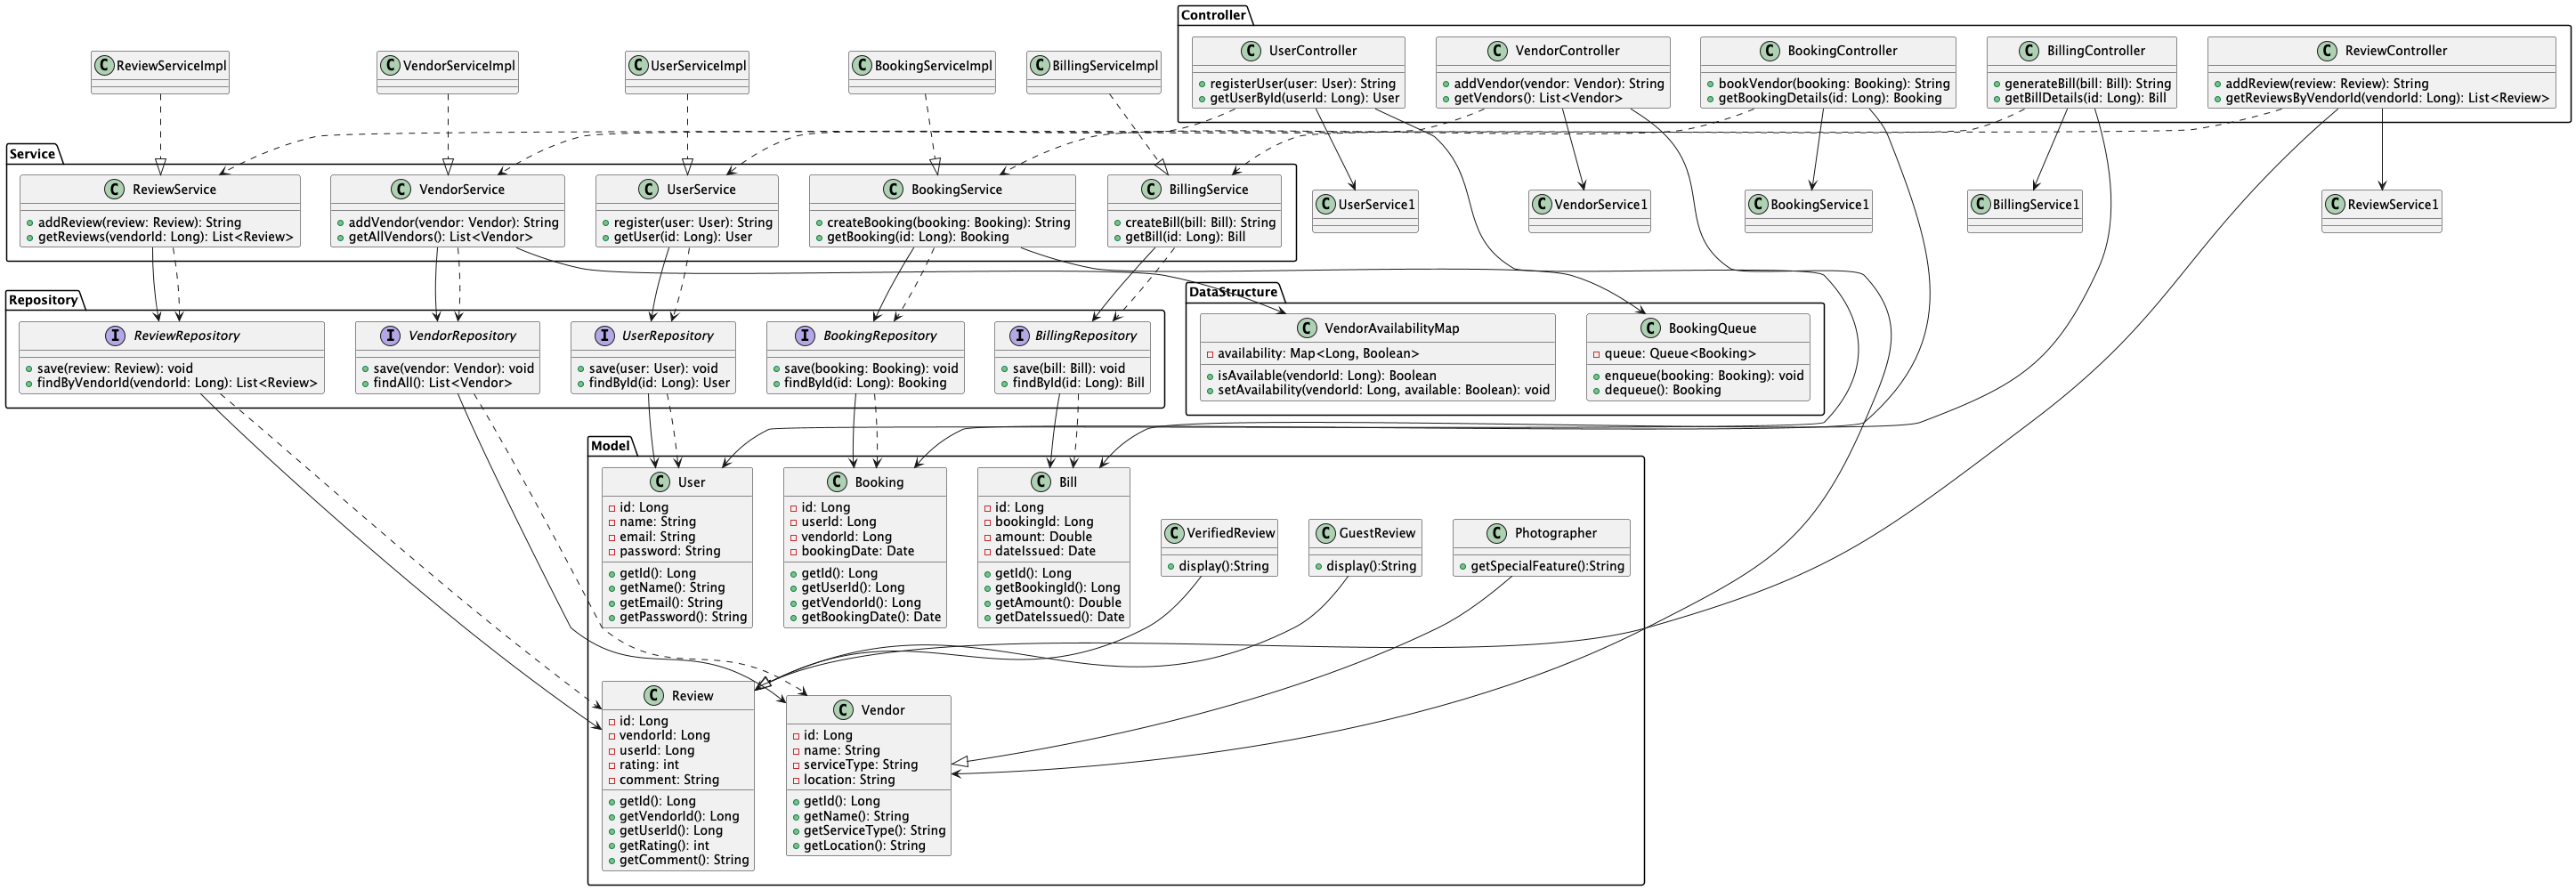 Controller
C UserController
+ registerUser(user: User): String
+ getUserById(userId: Long): User
C VendorController
+ addVendor(vendor: Vendor): String
+ getVendors(): List<Vendor>
C BookingController
+ bookVendor(booking: Booking): String
+ getBookingDetails(id: Long): Booking
C BillingController
+ generateBill(bill: Bill): String
+ getBillDetails(id: Long): Bill
C ReviewController
+ addReview(review: Review): String
+ getReviewsByVendorId(vendorId: Long): List<Review>
C ReviewServiceImpl
C VendorServiceImpl
C UserServiceImpl
C BookingServiceImpl
C BillingServiceImpl
Service
C ReviewService
+ addReview(review: Review): String
+ getReviews(vendorId: Long): List<Review>
C VendorService
+ addVendor(vendor: Vendor): String
+ getAllVendors(): List<Vendor>
C UserService
+ register(user: User): String
+ getUser(id: Long): User
C BookingService
+ createBooking(booking: Booking): String
+ getBooking(id: Long): Booking
C BillingService
+ createBill(bill: Bill): String
+ getBill(id: Long): Bill
C UserService1
C VendorService1
C BookingService1
C BillingService1
C ReviewService1
Repository
I ReviewRepository
+ save(review: Review): void
+ findByVendorId(vendorId: Long): List<Review>
I VendorRepository
+ save(vendor: Vendor): void
+ findAll(): List<Vendor>
I UserRepository
+ save(user: User): void
+ findById(id: Long): User
I BookingRepository
+ save(booking: Booking): void
+ findById(id: Long): Booking
I BillingRepository
+ save(bill: Bill): void
+ findById(id: Long): Bill
DataStructure
C VendorAvailabilityMap
- availability: Map<Long, Boolean>
+ isAvailable(vendorId: Long): Boolean
+ setAvailability(vendorId: Long, available: Boolean): void
C BookingQueue
- queue: Queue<Booking>
+ enqueue(booking: Booking): void
+ dequeue(): Booking
Model
C User
- id: Long
- name: String
- email: String
- password: String
+ getId(): Long
+ getName(): String
+ getEmail(): String
+ getPassword(): String
C Booking
- id: Long
- userId: Long
- vendorId: Long
- bookingDate: Date
+ getId(): Long
+ getUserId(): Long
+ getVendorId(): Long
+ getBookingDate(): Date
C Bill
- id: Long
- bookingId: Long
- amount: Double
- dateIssued: Date
+ getId(): Long
+ getBookingId(): Long
+ getAmount(): Double
+ getDateIssued(): Date
C VerifiedReview
+ display():String
C GuestReview
+ display():String
C Photographer
+ getSpecialFeature():String
C Review
- id: Long
- vendorId: Long
- userId: Long
- rating: int
- comment: String
+ getId(): Long
+ getVendorId(): Long
+ getUserId(): Long
+ getRating(): int
+ getComment(): String
C Vendor
- id: Long
- name: String
- serviceType: String
- location: String
+ getId(): Long
+ getName(): String
+ getServiceType(): String
+ getLocation(): String